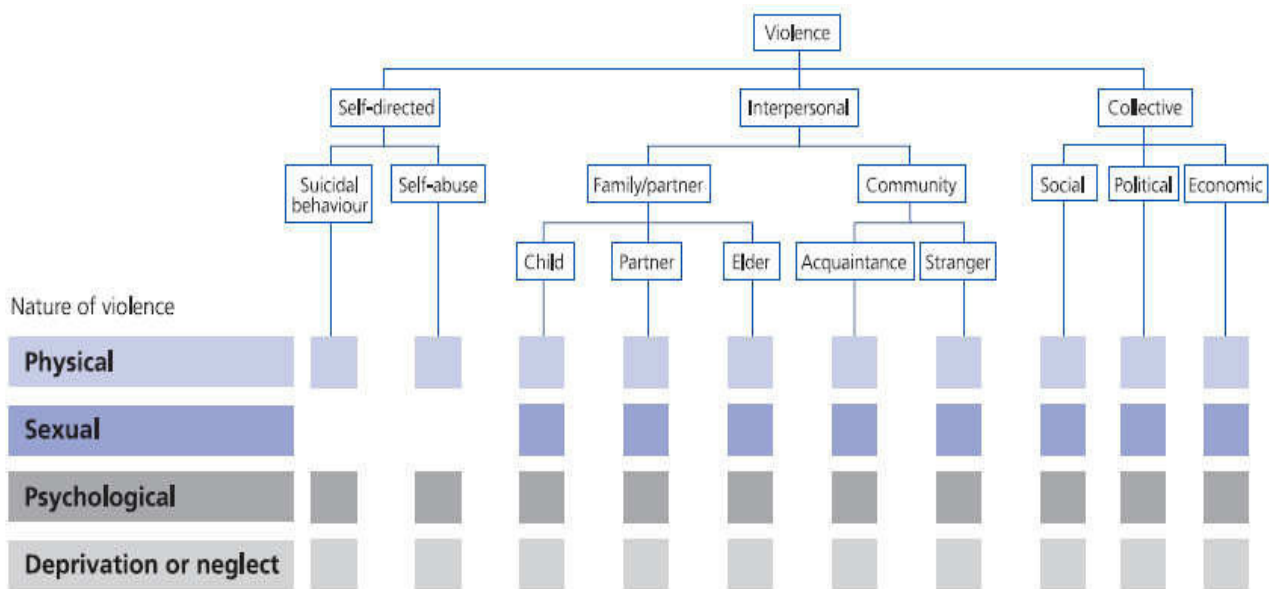 Violence
Self-directed
Interpersonal
Collective
Suicidal
behaviour
Self-abuse
Family/partner
Community
Social
Political
Economic
Child
Partner
Elder
Acquaintance
Stranger
Nature of violence
Physical
Sexual
Psychological
Deprivation or neglect